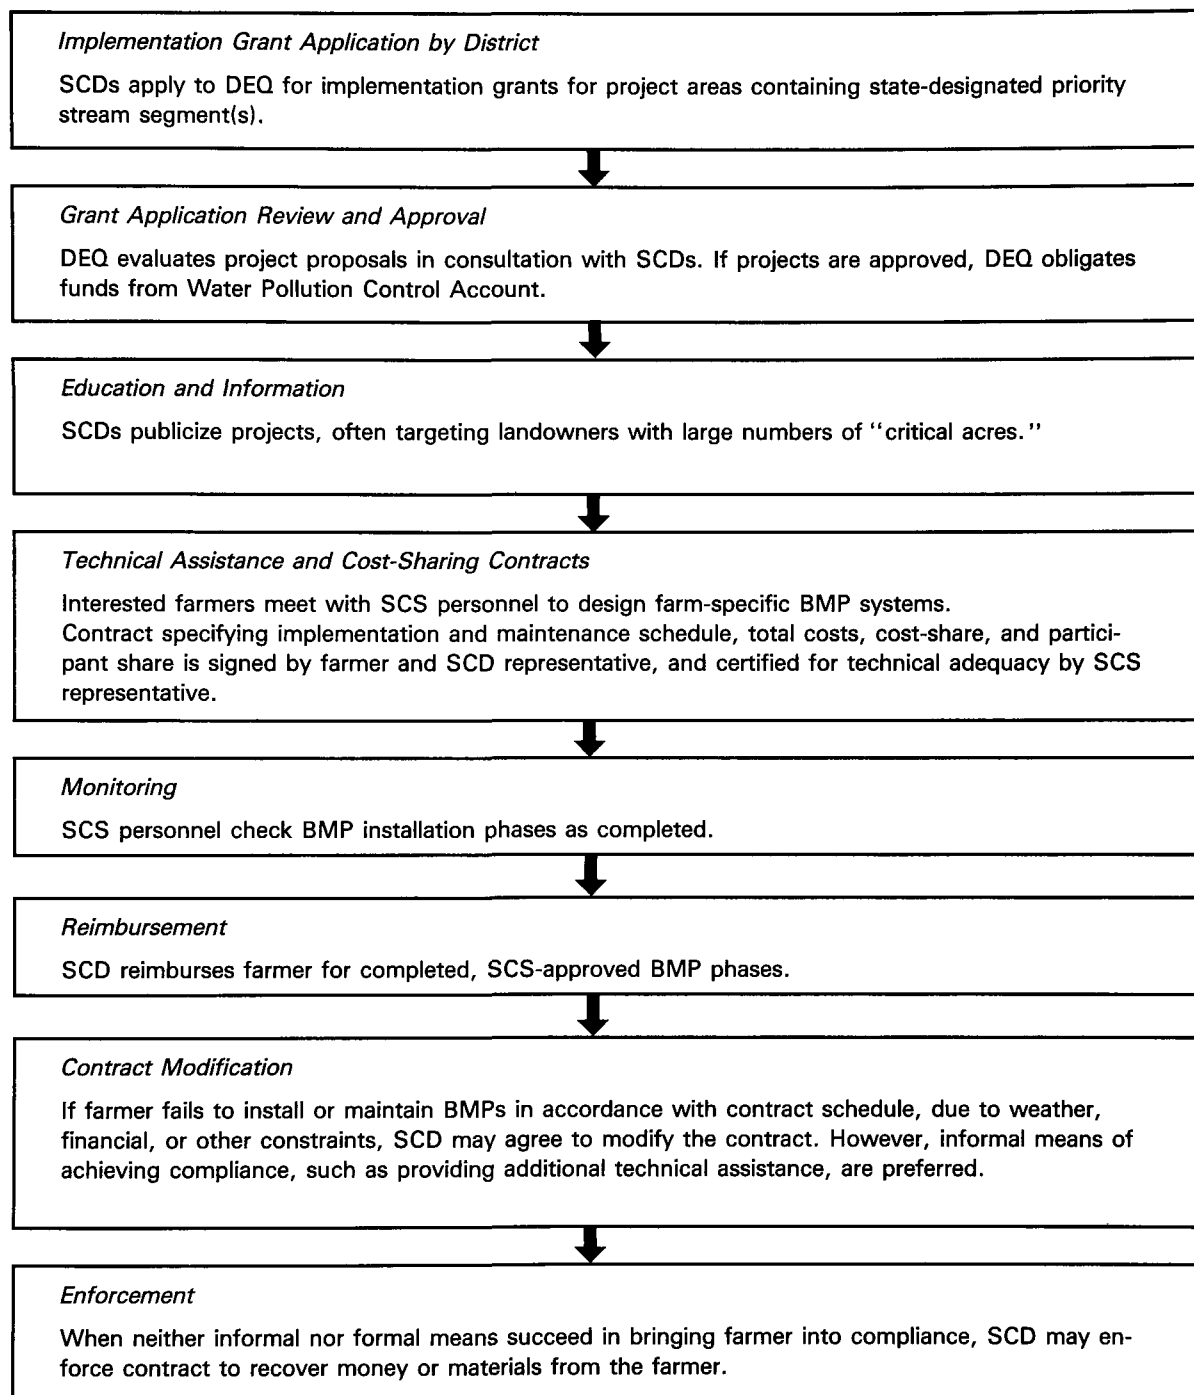 Implementation Grant Application by District
SCDs apply to DEQ for implementation grants for project areas containing state-designated priority
stream segment(s).
Grant Application Review and Approval
DEQ evaluates project proposals in consultation with SCDs. If projects are approved, DEQ obligates
funds from Water Pollution Control Account.
Education and Information
SCDs publicize projects, often targeting landowners with large numbers of "critical acres."
Technical Assistance and Cost-Sharing Contracts
Interested farmers meet with SCS personnel to design farm-specific BMP systems.
Contract specifying implementation and maintenance schedule, total costs, cost-share, and partici-
pant share is signed by farmer and SCD representative, and certified for technical adequacy by SCS
representative.
Monitoring
SCS personnel check BMP installation phases as completed.
Reimbursement
SCD reimburses farmer for completed, SCS-approved BMP phases.
Contract Modification
If farmer fails to install or maintain BMPs in accordance with contract schedule, due to weather,
financial, or other constraints, SCD may agree to modify the contract. However, informal means of
achieving compliance, such as providing additional technical assistance, are preferred.
Enforcement
When neither informal nor formal means succeed in bringing farmer into compliance, SCD may en-
force contract to recover money or materials from the farmer.